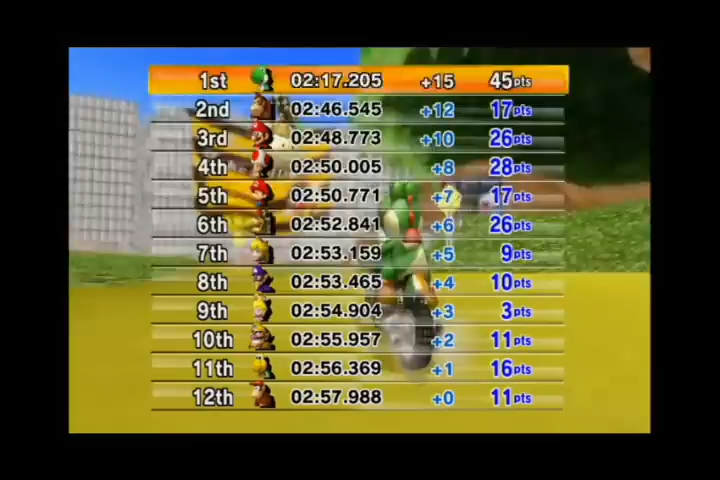 1st 02:17.205 +15 45pts
2nd 02:46.545 +12 17pts
3rd 02:48.773 +10 26pts
4th 02:50.005 +8 28pts
5th 02:50.771 +7 17pts
6th 02:52.841 +6 26pts
7th 02:53.159 +5 9pts
8th 02:53.465 +4 10pts
9th 02:54.904 +3 3pts
10th 02:55.957 +2 11pts
11th 02:56.369 +1 16pts
12th 02:57.988 +0 11pts